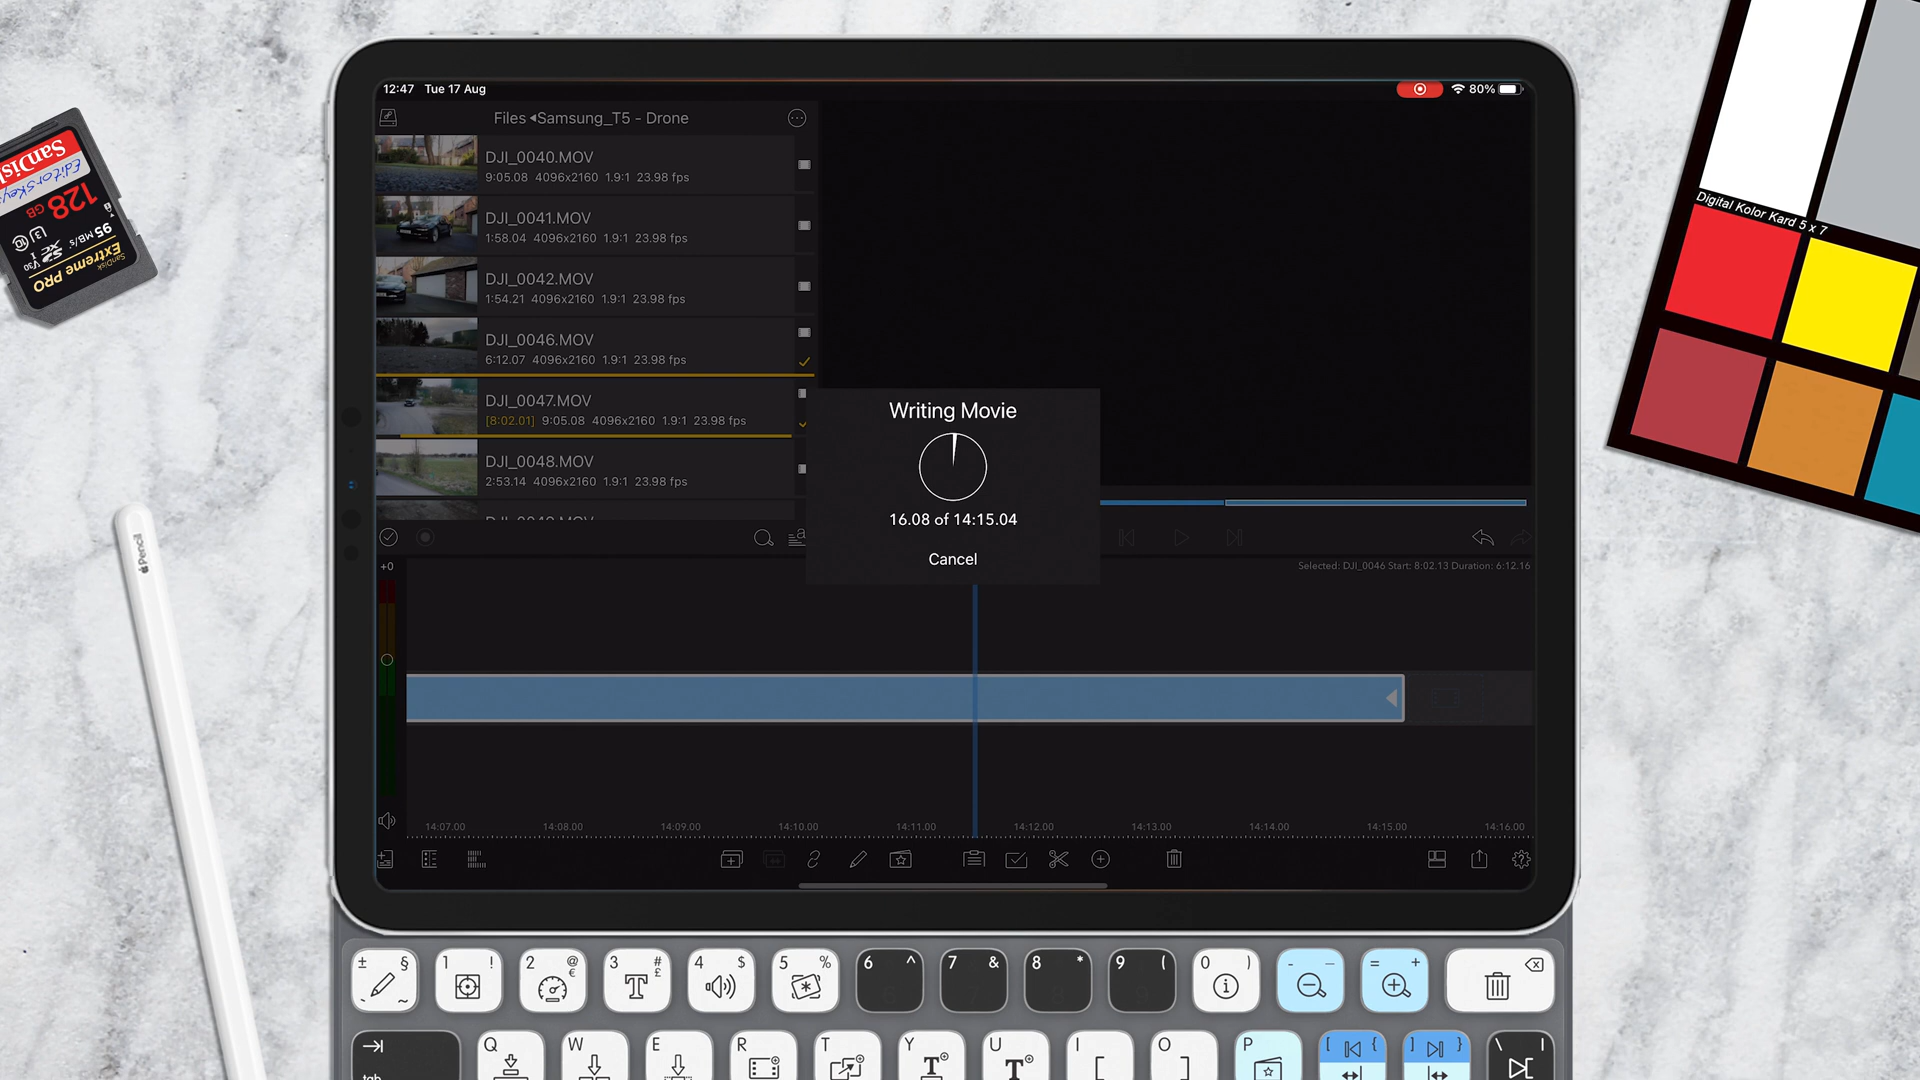 12:47 Tue 17 Aug
80%
Files ◂Samsung_T5 - Drone
DJI_0040.MOV
9:05.08 4096x2160 1.9:1 23.98 fps
DJI_0041.MOV
1:58.04 4096x2160 1.9:1 23.98 fps
DJI_0042.MOV
1:54.21 4096x2160 1.9:1 23.98 fps
DJI_0046.MOV
6:12.07 4096x2160 1.9:1 23.98 fps
DJI_0047.MOV
[8:02.01] 9:05.08 4096x2160 1.9:1 23.98 fps
DJI_0048.MOV
2:53.14 4096x2160 1.9:1 23.98 fps
Writing Movie
16.08 of 14:15.04
Cancel
+0
Selected: DJI_0046 Start: 8:02.13 Duration: 6:12.16
14:07.00 14:08.00 14:09.00 14:10.00 14:11.00 14:12.00 14:13.00 14:14.00 14:15.00 14:16.00
SanDisk
EditorsKeys
128 GB
95 MB/s
V30
SanDisk
Extreme PRO
Pencil
Digital Kolor Kard 5 x 7
± § ~
1 !
2 @ €
3 # £ T
4 $
5 %
6 ^
7 &
8 *
9 (
0 )
- _
= +
tab
Q
W
E
R
T
Y T
U T
I [
O ]
P
[ {
] }
\ |